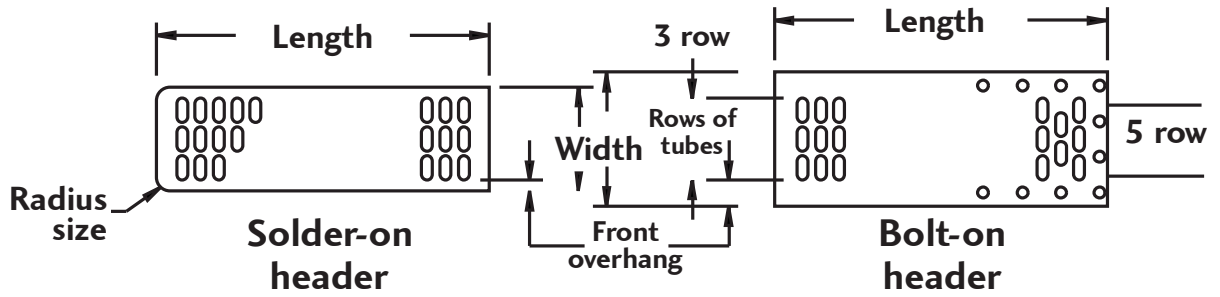 Length
3 row
Length
Rows of
tubes
Width
5 row
Radius
size
Solder-on
header
Front
overhang
Bolt-on
header